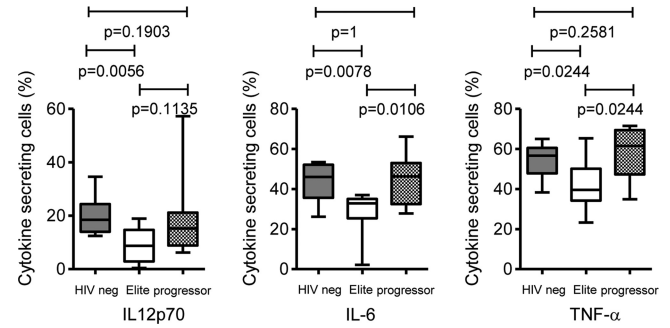 p=0.1903
p=0.0056
p=0.1135
Cytokine secreting cells (%)
60
40
20
0
HIV neg Elite progressor
IL12p70
p=1
p=0.0078
p=0.0106
Cytokine secreting cells (%)
80
60
40
20
0
HIV neg Elite progressor
IL-6
p=0.2581
p=0.0244
p=0.0244
Cytokine secreting cells (%)
80
60
40
20
0
HIV neg Elite progressor
TNF-α